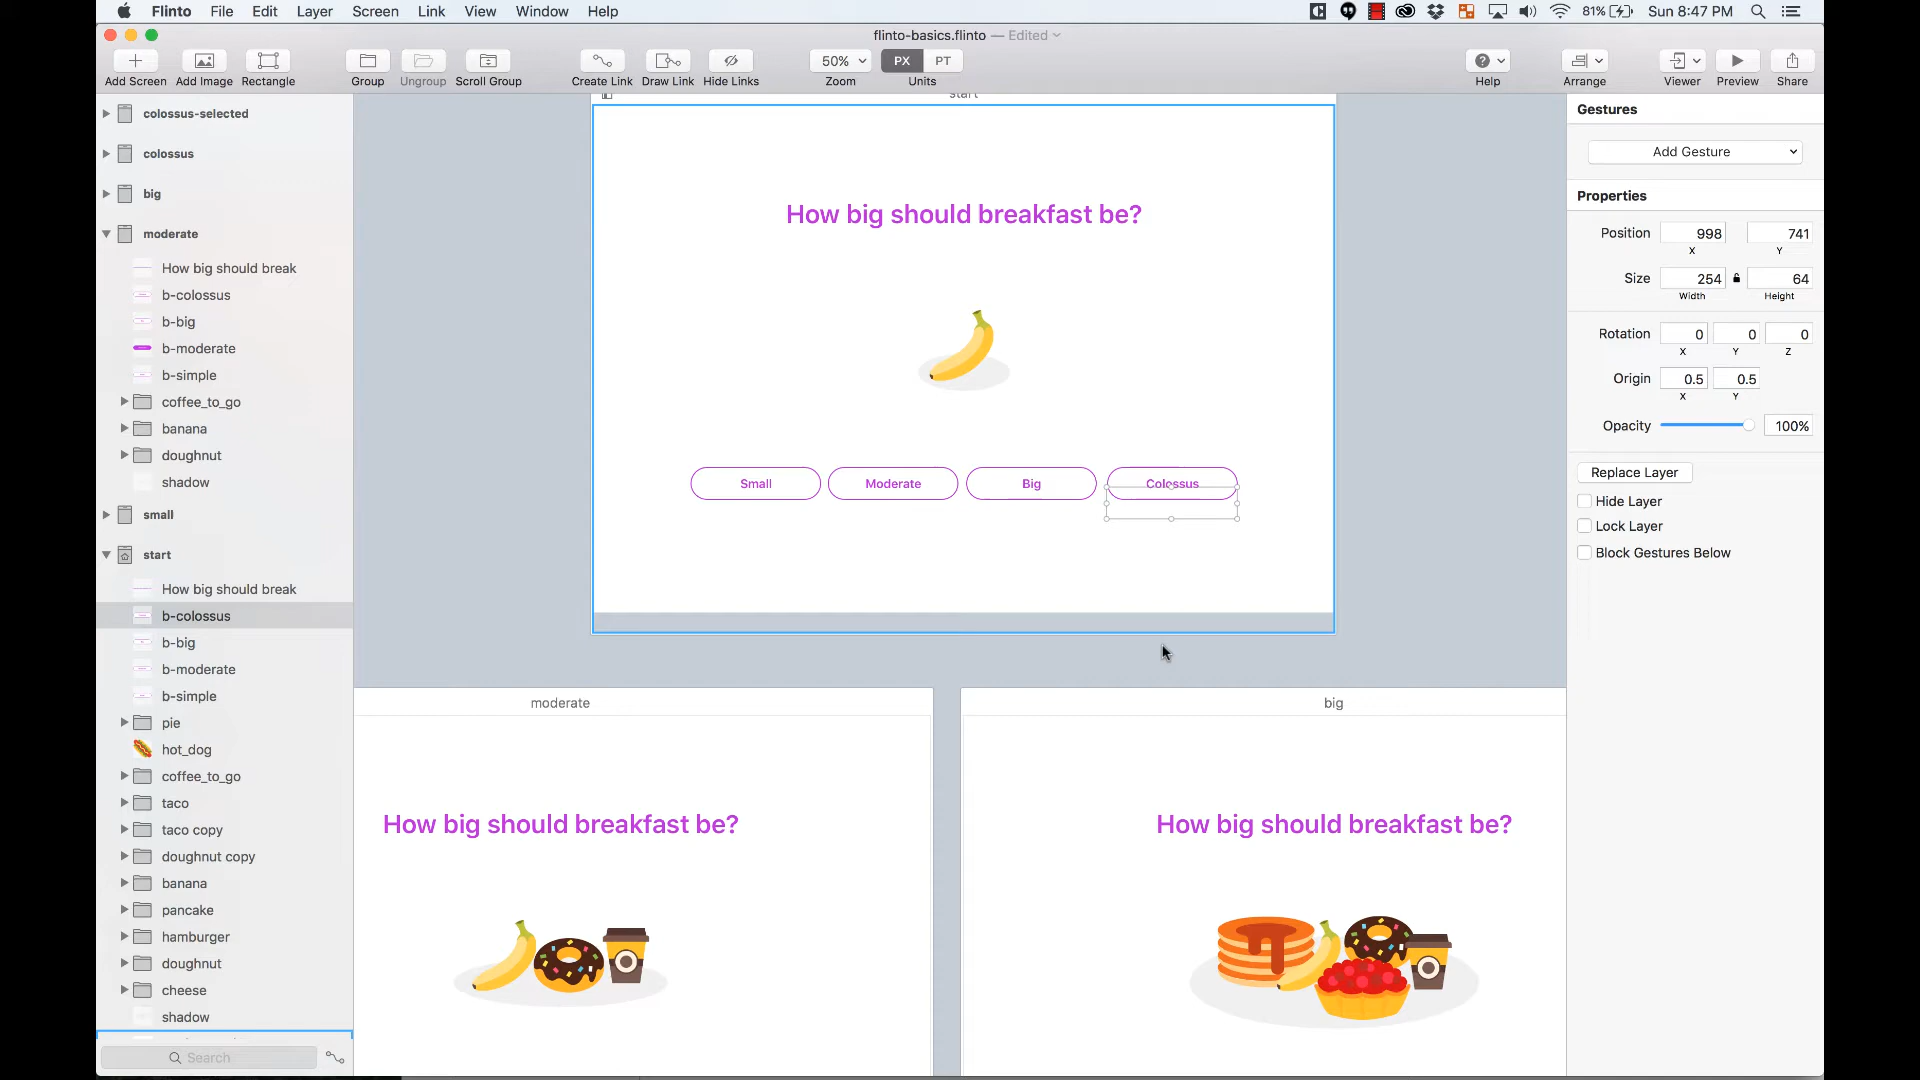 Flinto File Edit Layer Screen Link View Window Help 81% Sun 8:47 PM
flinto-basics.flinto — Edited
50% PX PT
Add Screen Add Image Rectangle Group Ungroup Scroll Group Create Link Draw Link Hide Links Zoom Units Help Arrange Viewer Preview Share
colossus-selected
colossus
big
moderate
How big should break
b-colossus
b-big
b-moderate
b-simple
coffee_to_go
banana
doughnut
shadow
small
start
How big should break
b-colossus
b-big
b-moderate
b-simple
pie
hot_dog
coffee_to_go
taco
taco copy
doughnut copy
banana
pancake
hamburger
doughnut
cheese
shadow
Search
start
How big should breakfast be?
Small Moderate Big Colossus
moderate
How big should breakfast be?
big
How big should breakfast be?
Gestures
Add Gesture
Properties
Position 998 741
X Y
Size 254 64
Width Height
Rotation 0 0 0
X Y Z
Origin 0.5 0.5
X Y
Opacity 100%
Replace Layer
Hide Layer
Lock Layer
Block Gestures Below